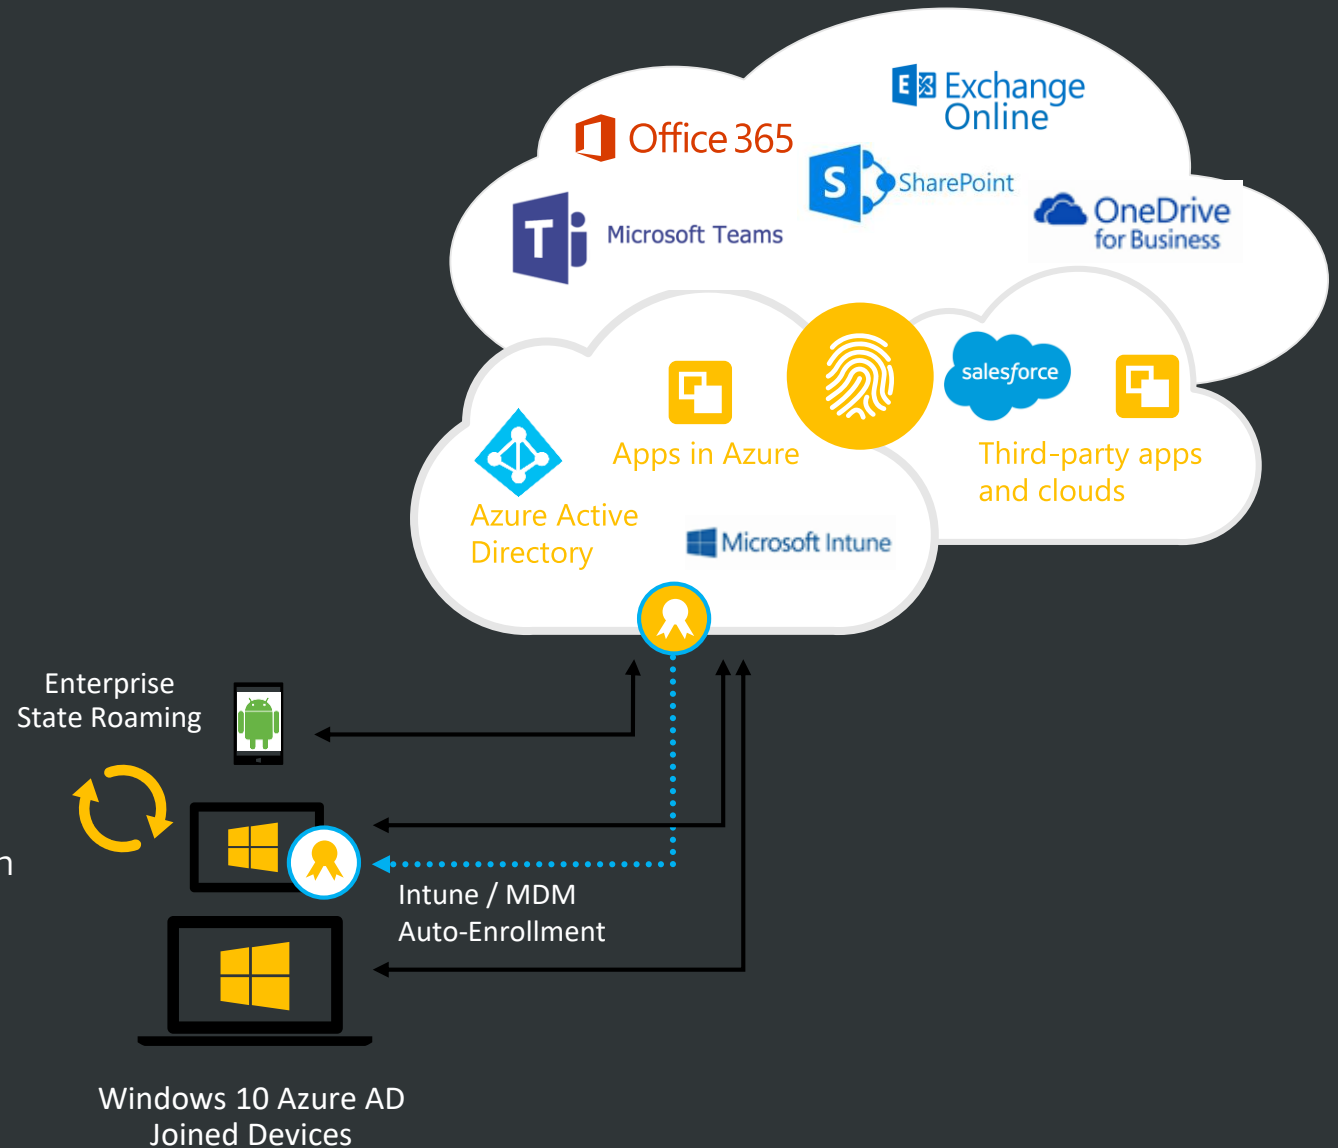 Exchange
Online
Office 365
SharePoint
OneDrive
for Business
Microsoft Teams
salesforce
Apps in Azure
Third-party apps
and clouds
Azure Active
Directory
Microsoft Intune
Enterprise
State Roaming
n
Intune / MDM
Auto-Enrollment
Windows 10 Azure AD
Joined Devices